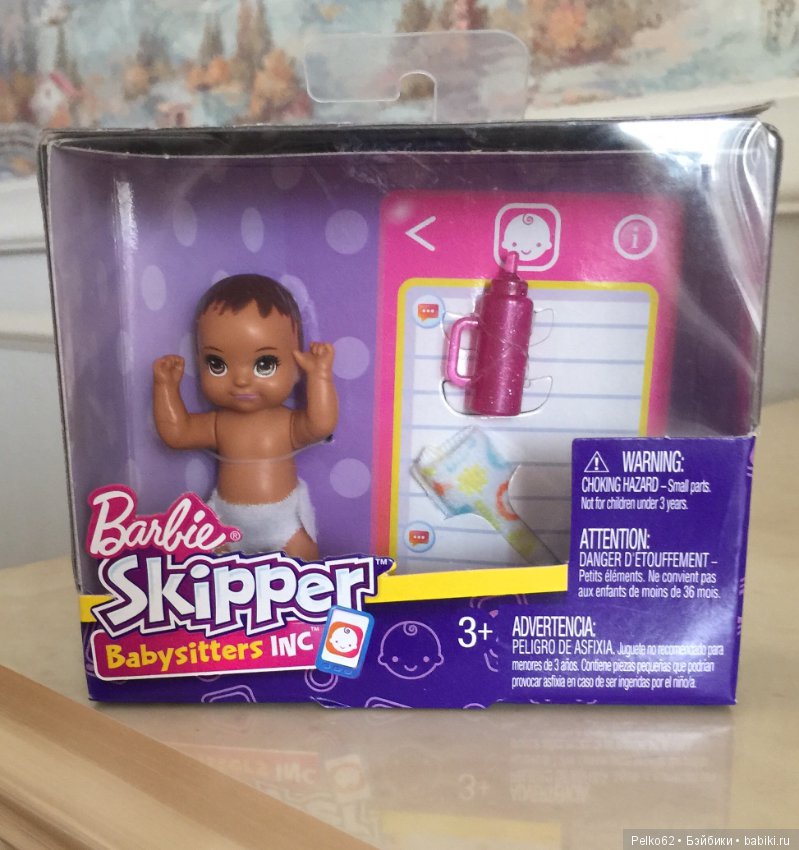 i
Barbie®
Skipper™
Babysitters INC™
3+
WARNING:
CHOKING HAZARD – Small parts.
Not for children under 3 years.
ATTENTION:
DANGER D'ÉTOUFFEMENT –
Petits éléments. Ne convient pas
aux enfants de moins de 36 mois.
ADVERTENCIA:
PELIGRO DE ASFIXIA. Juguete no recomendado para
menores de 3 años. Contiene piezas pequeñas que podrían
provocar asfixia en caso de ser ingeridas por el niño/a.
Pelko62 • Бэйбики • babiki.ru